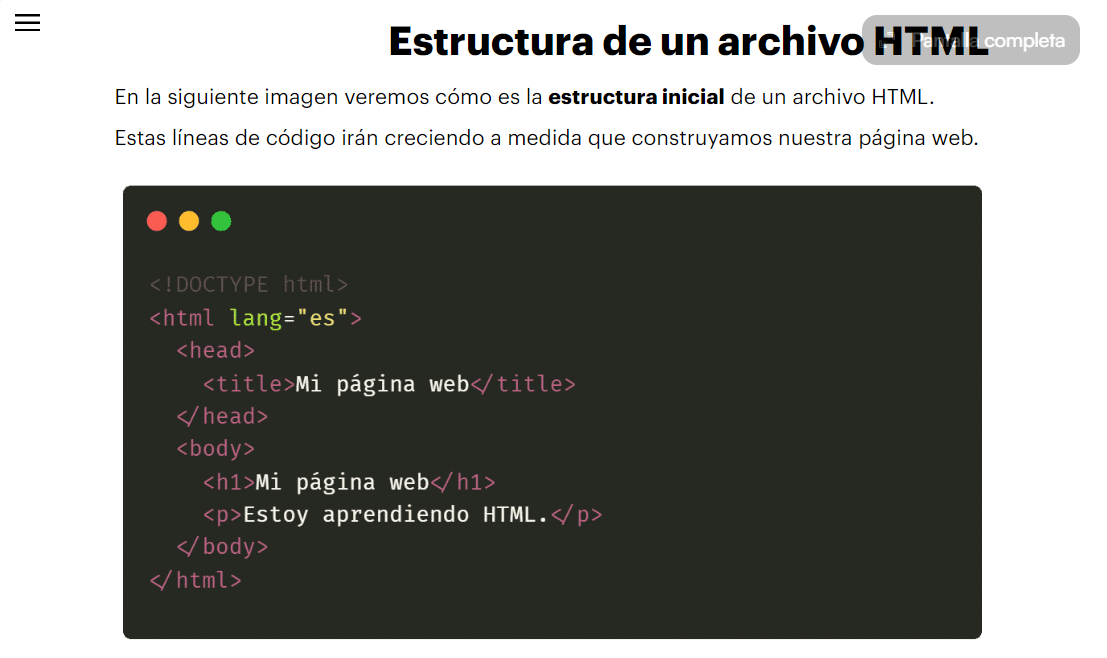 Estructura de un archivo HTML
Pantalla completa
En la siguiente imagen veremos cómo es la estructura inicial de un archivo HTML.
Estas líneas de código irán creciendo a medida que construyamos nuestra página web.
<!DOCTYPE html>
<html lang="es">
<head>
<title>Mi página web</title>
</head>
<body>
<h1>Mi página web</h1>
<p>Estoy aprendiendo HTML.</p>
</body>
</html>